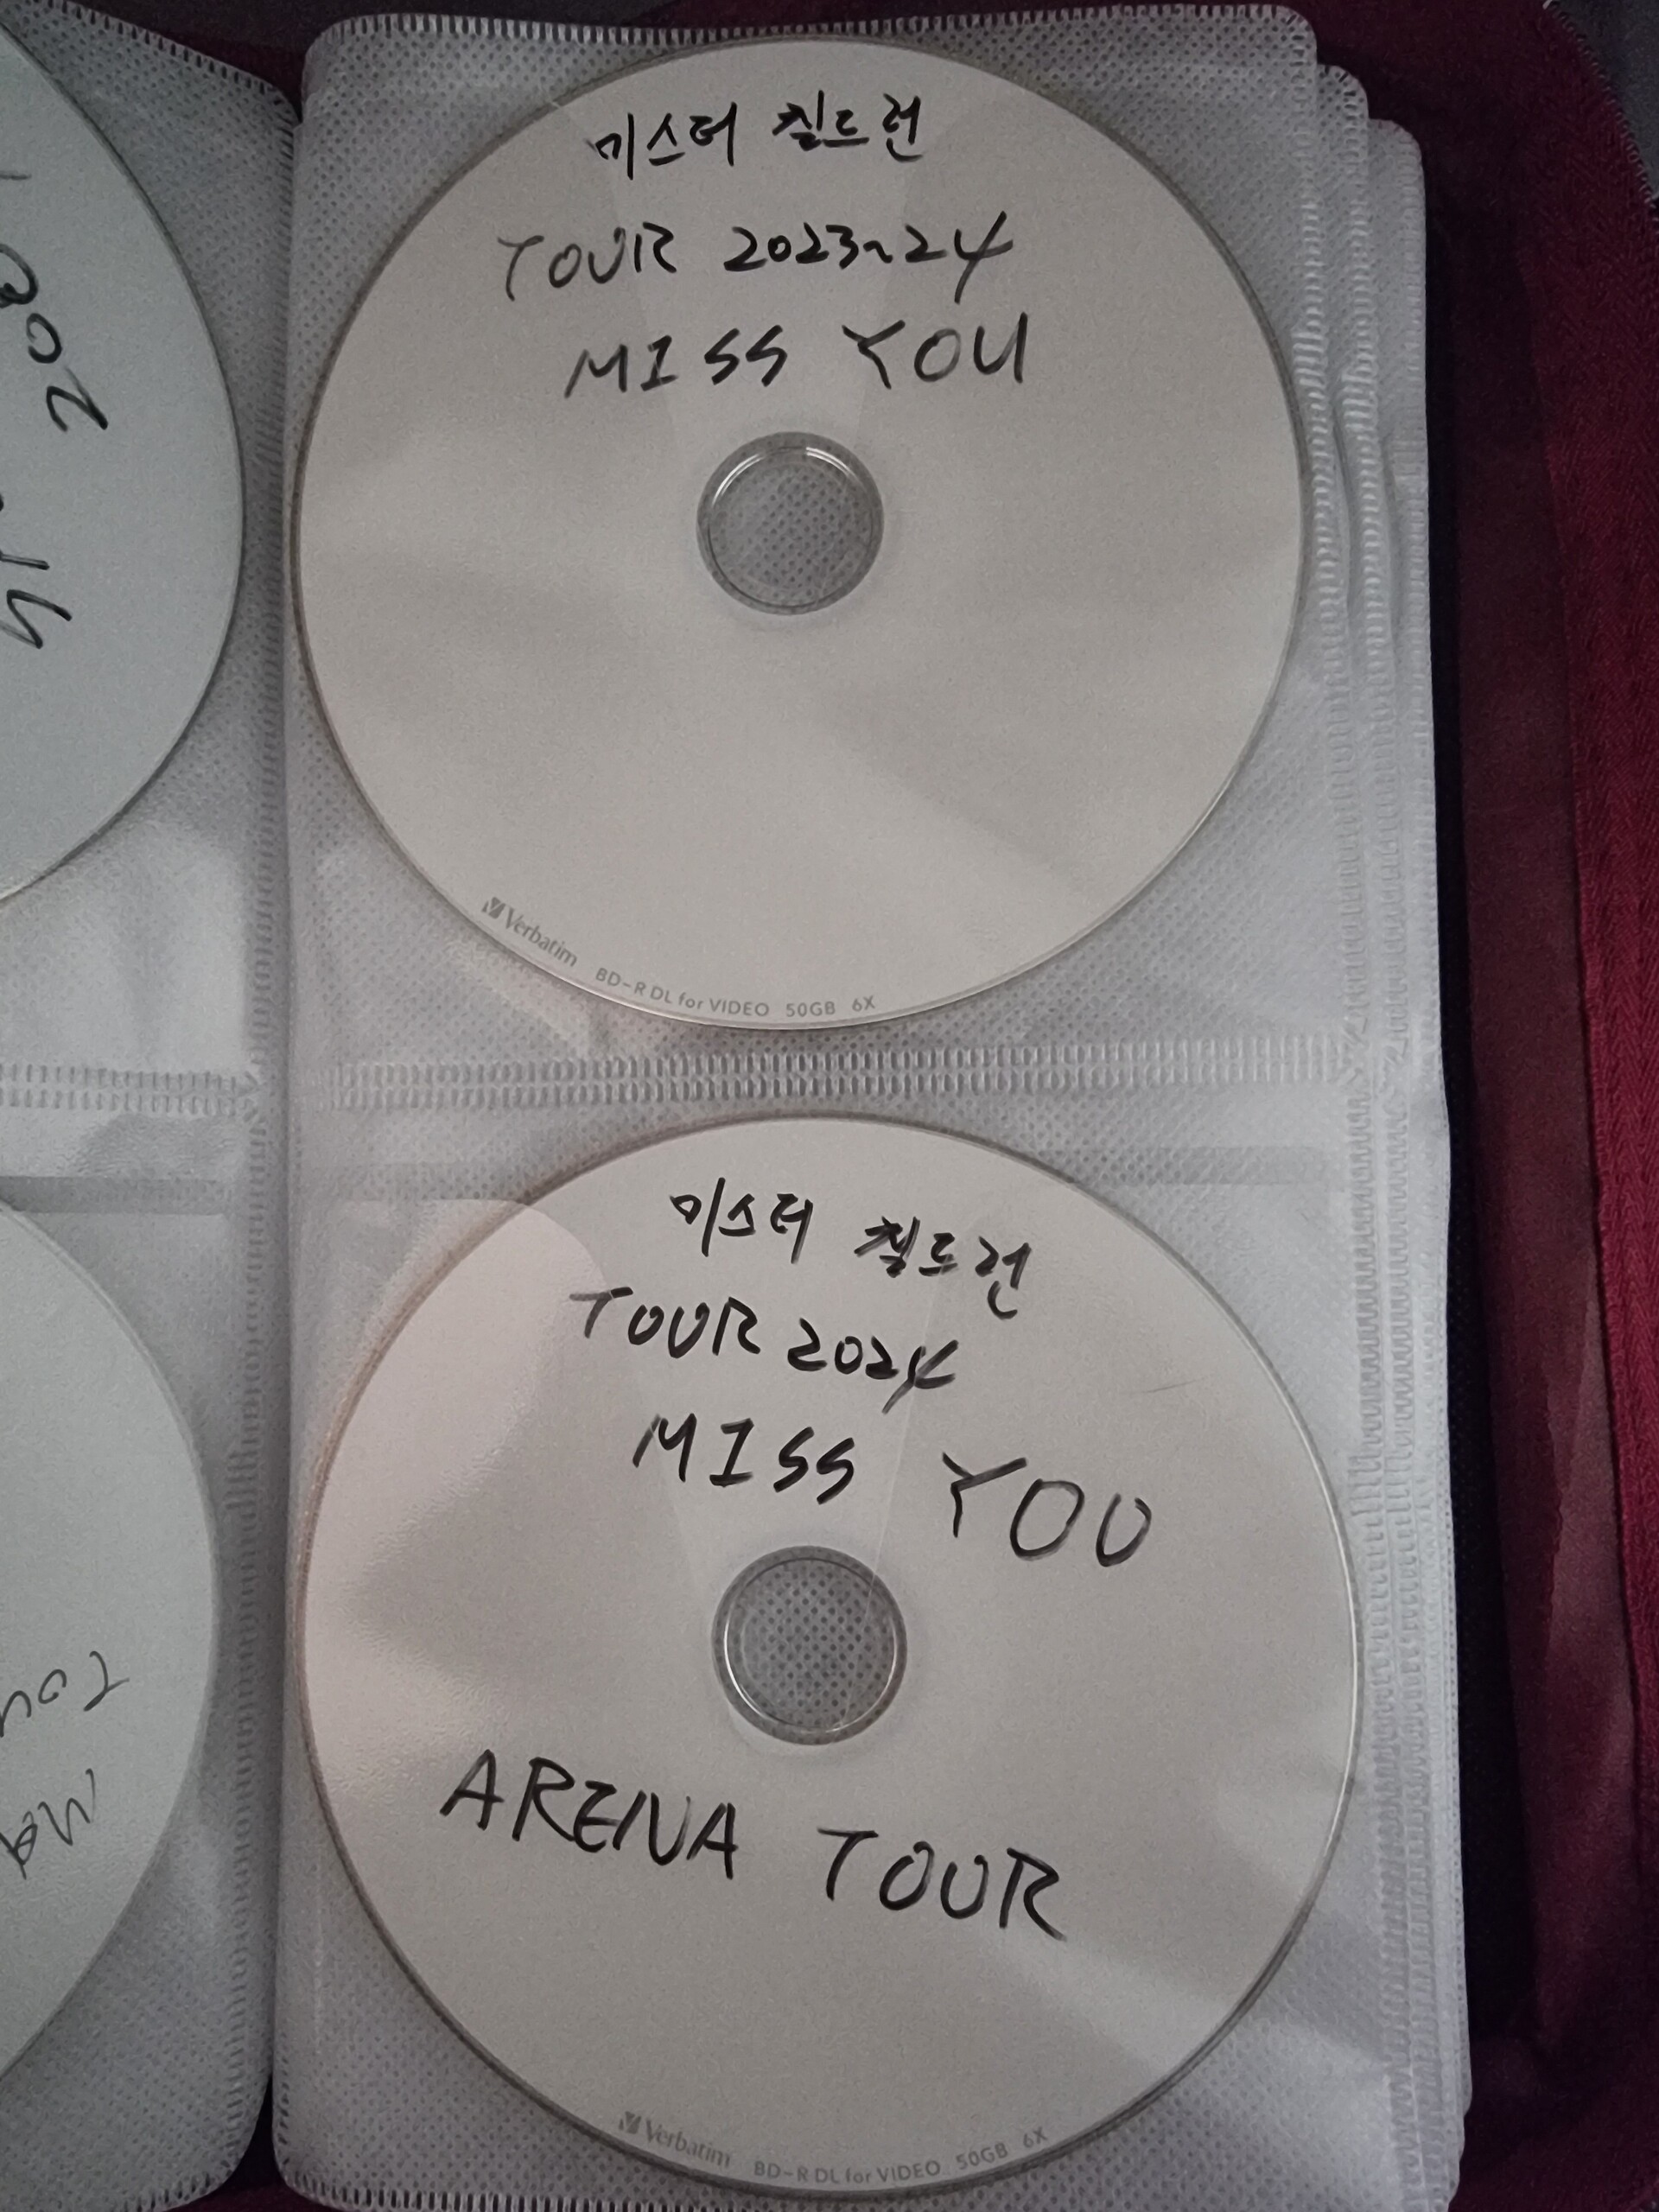 미스터 칠드런
TOUR 2023~24
MISS YOU
Verbatim BD-R DL for VIDEO 50GB 6X
미스터 칠드런
TOUR 2024
MISS YOU
ARENA TOUR
Verbatim BD-R DL for VIDEO 50GB 6X